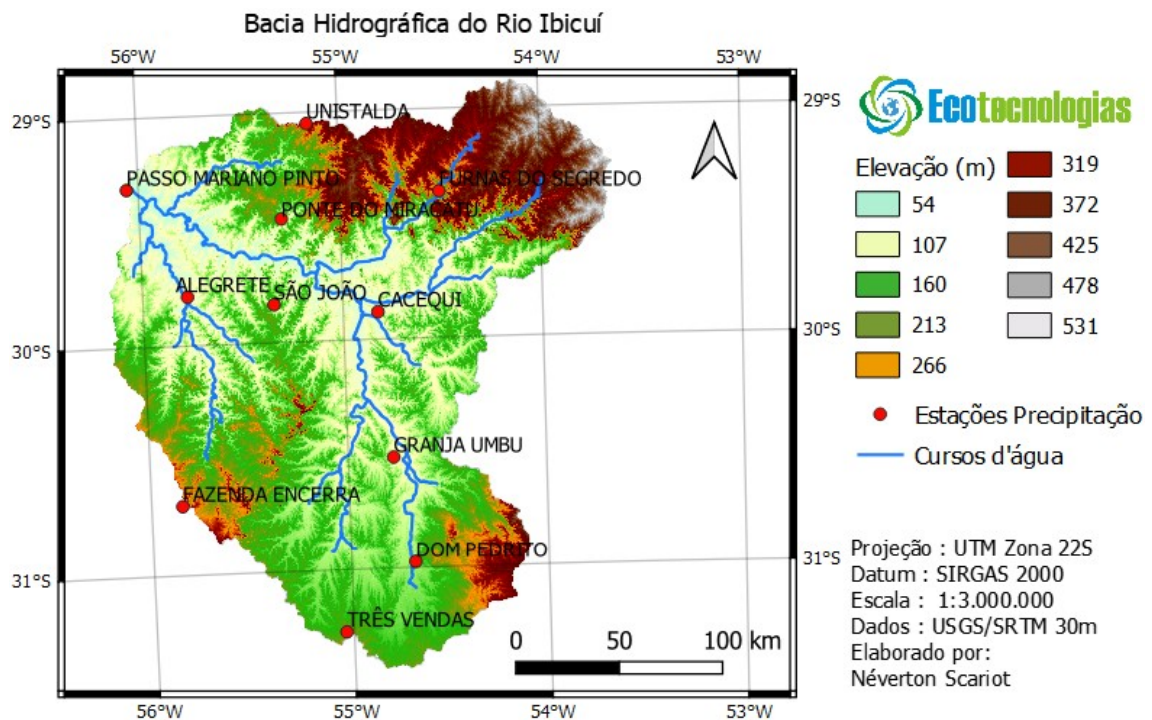 Bacia Hidrográfica do Rio Ibicuí
56°W 55°W 54°W 53°W
29°S
29°S
30°S
30°S
31°S
31°S
UNISTALDA
PASSO MARIANO PINTO
FURNAS DO SEGREDO
PONTE DO MIRACATU
ALEGRETE
SÃO JOÃO
CACEQUI
GRANJA UMBU
FAZENDA ENCERRA
DOM PEDRITO
TRÊS VENDAS
0 50 100 km
56°W 55°W 54°W 53°W
Ecotecnologias
Elevação (m)
54
107
160
213
266
319
372
425
478
531
Estações Precipitação
Cursos d'água
Projeção : UTM Zona 22S
Datum : SIRGAS 2000
Escala : 1:3.000.000
Dados : USGS/SRTM 30m
Elaborado por:
Néverton Scariot